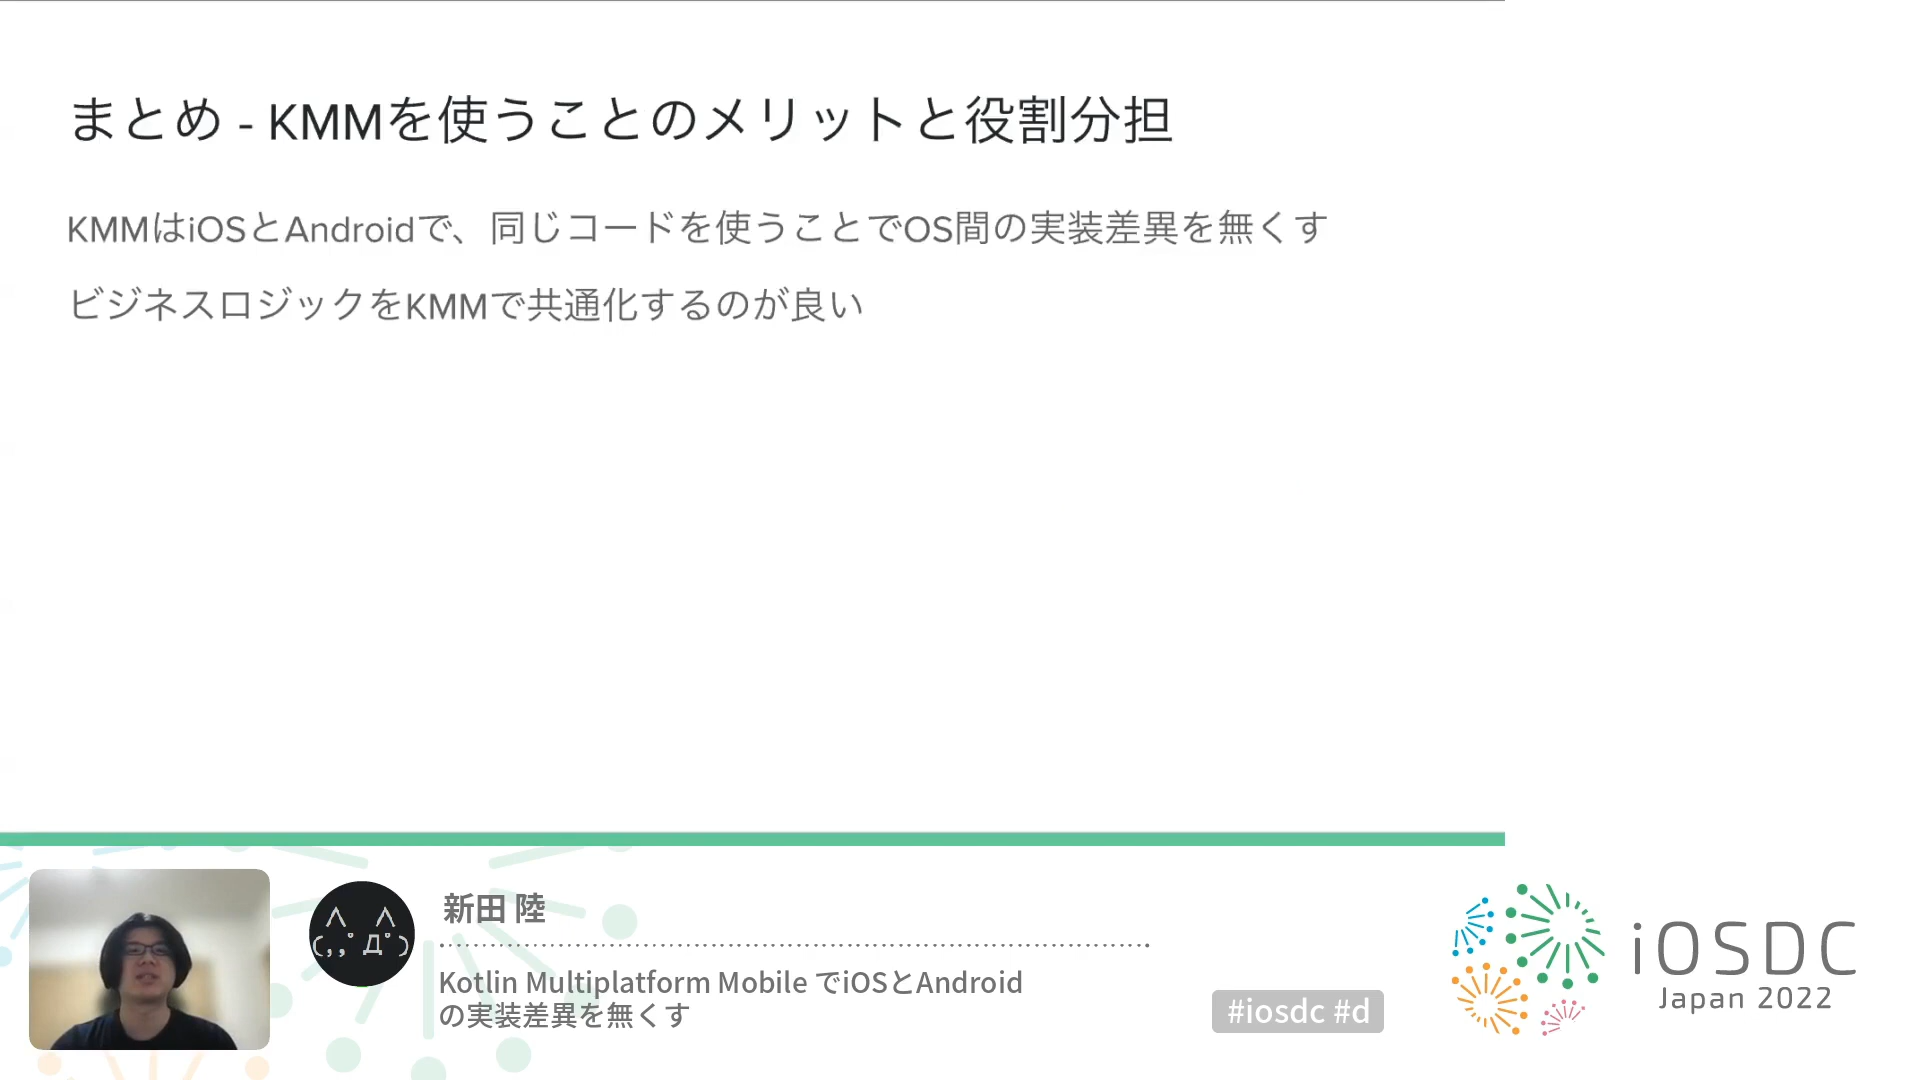 まとめ - KMMを使うことのメリットと役割分担
KMMはiOSとAndroidで、同じコードを使うことでOS間の実装差異を無くす
ビジネスロジックをKMMで共通化するのが良い
新田 陸
Kotlin Multiplatform Mobile でiOSとAndroid
の実装差異を無くす
#iosdc #d
iOSDC
Japan 2022